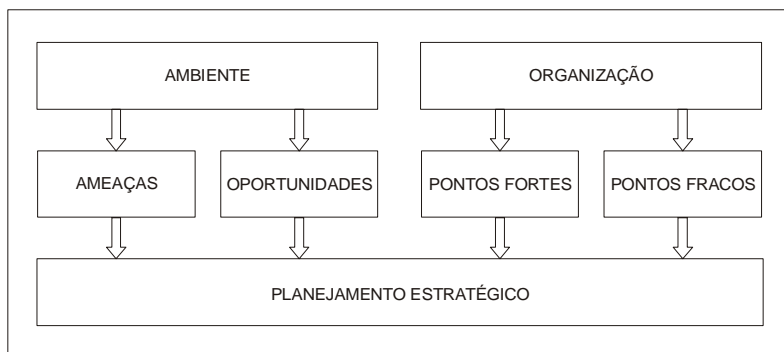 AMBIENTE
ORGANIZAÇÃO
AMEAÇAS
OPORTUNIDADES
PONTOS FORTES
PONTOS FRACOS
PLANEJAMENTO ESTRATÉGICO